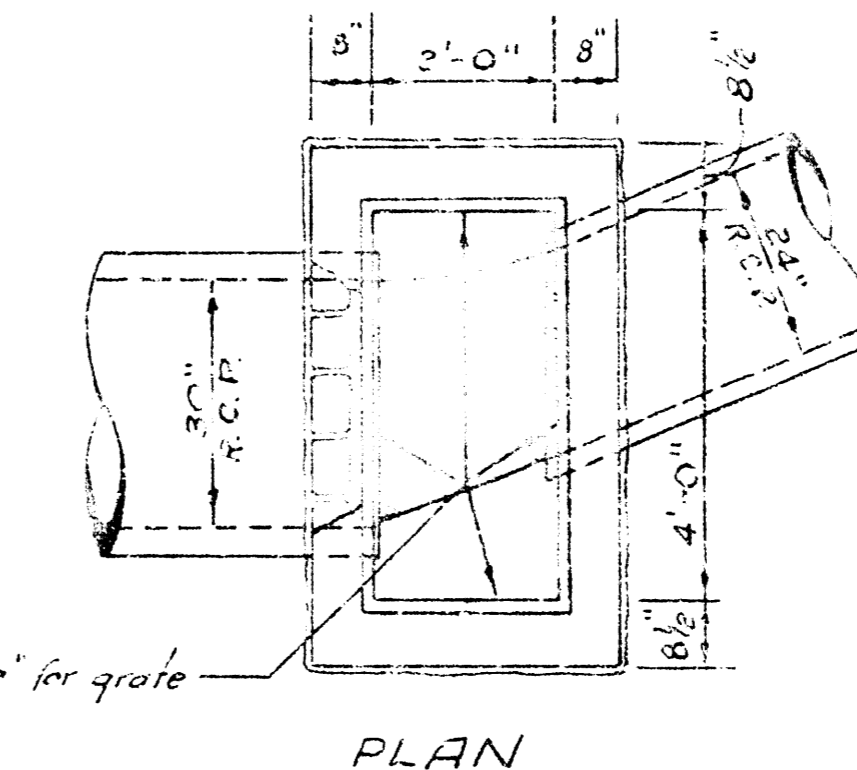 8" 2'-0" 8"
8½"
24"
R.C.P.
30"
R.C.P.
4'-0"
8½"
" for grate
PLAN